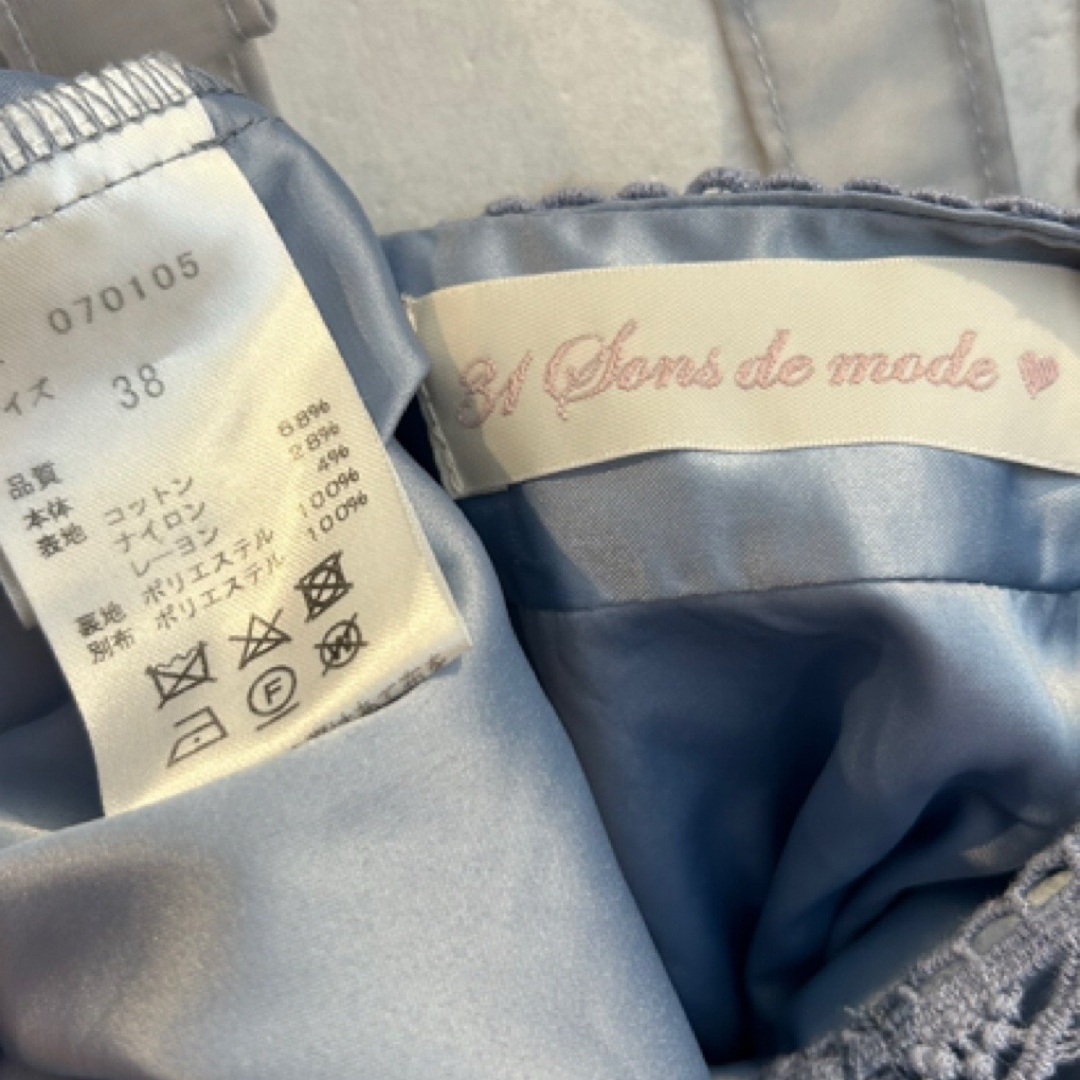 070105
イズ 38
品質
本体
表地 コットン 68%
ナイロン 28%
レーヨン 4%
裏地 ポリエステル 100%
別布 ポリエステル 100%
F
W
31 Sons de mode